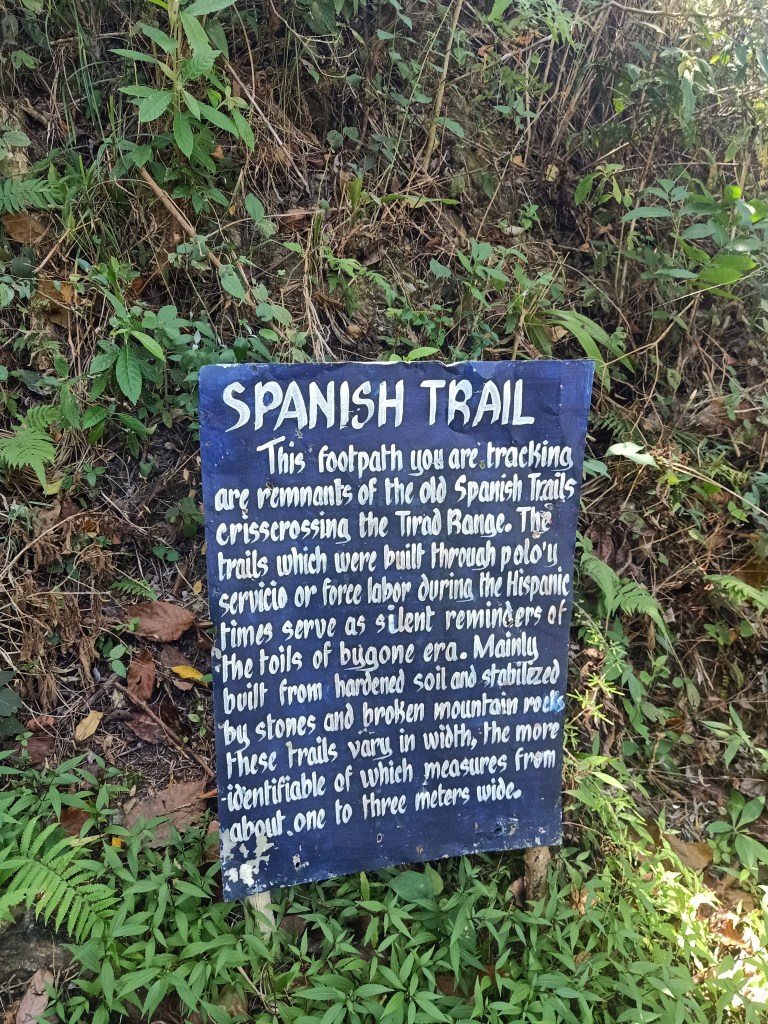 SPANISH TRAIL
This footpath you are tracking
are remnants of the old Spanish Trails
crisscrossing the Tirad Range. The
trails which were built through polo'y
servicio or force labor during the Hispanic
times serve as silent reminders of
the toils of bygone era. Mainly
built from hardened soil and stabilized
by stones and broken mountain rocks
these trails vary in width, the more
identifiable of which measures from
about one to three meters wide.